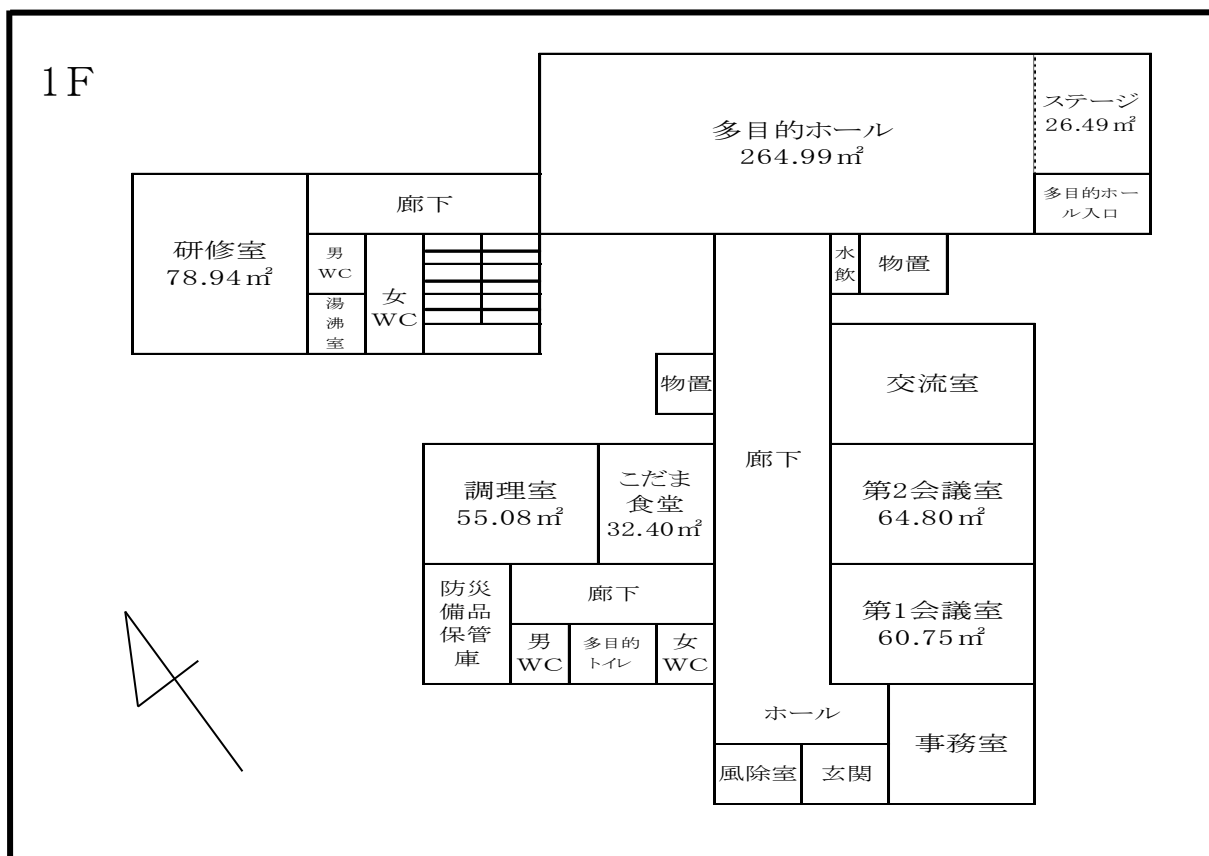 1F
ステージ
26.49㎡
多目的ホール
264.99㎡
多目的ホー
ル入口
廊下
研修室
78.94㎡
男
WC
湯
沸
室
女
WC
水
飲
物置
物置
交流室
廊下
調理室
55.08㎡
こだま
食堂
32.40㎡
第2会議室
64.80㎡
防災
備品
保管
庫
廊下
第1会議室
60.75㎡
男
WC
多目的
トイレ
女
WC
ホール
事務室
風除室
玄関